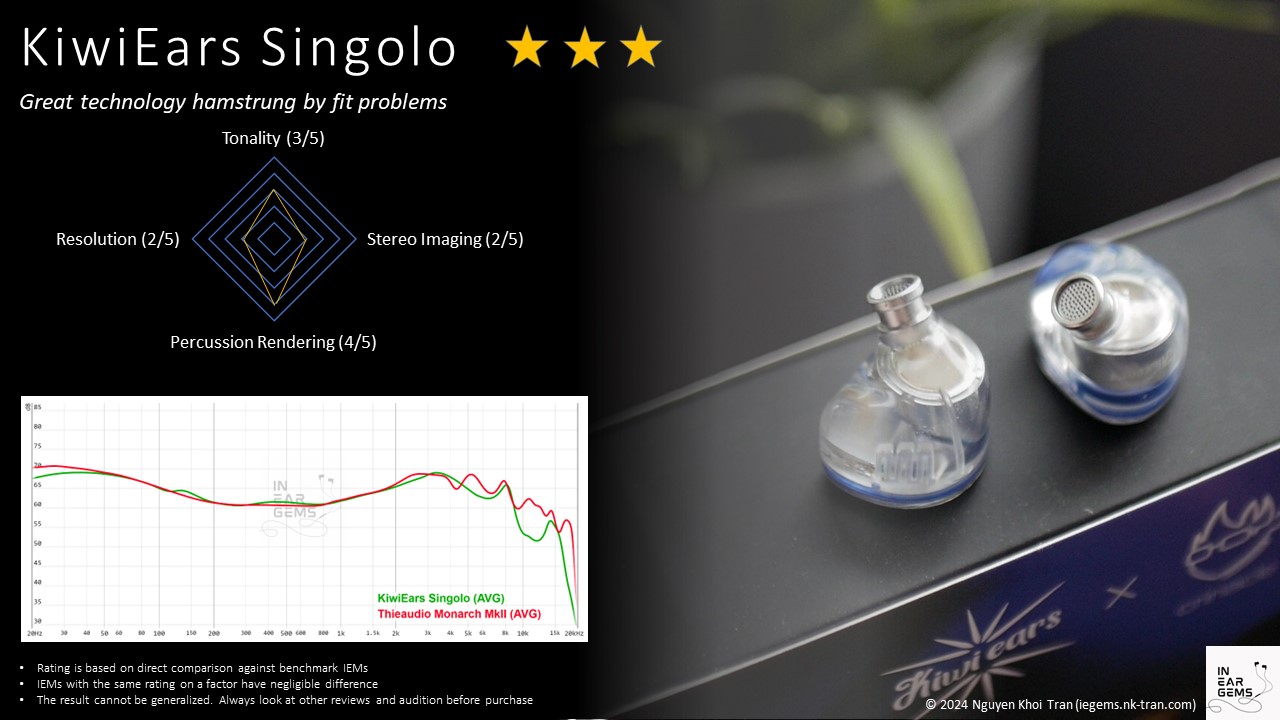 KiwiEars Singolo
Great technology hamstrung by fit problems
Tonality (3/5)
Resolution (2/5)
Stereo Imaging (2/5)
Percussion Rendering (4/5)
85
80
75
70
65
60
55
50
45
40
35
30
IN
EAR
GEMS
KiwiEars Singolo (AVG)
Thieaudio Monarch MkII (AVG)
20Hz 30 40 50 60 80 100 150 200 300 400 500 600 800 1k 1.5k 2k 3k 4k 5k 6k 8k 10k 15k 20kHz
• Rating is based on direct comparison against benchmark IEMs
• IEMs with the same rating on a factor have negligible difference
• The result cannot be generalized. Always look at other reviews and audition before purchase
Kiwi ears
x
© 2024 Nguyen Khoi Tran (iegems.nk-tran.com)
IN
EAR
GEMS